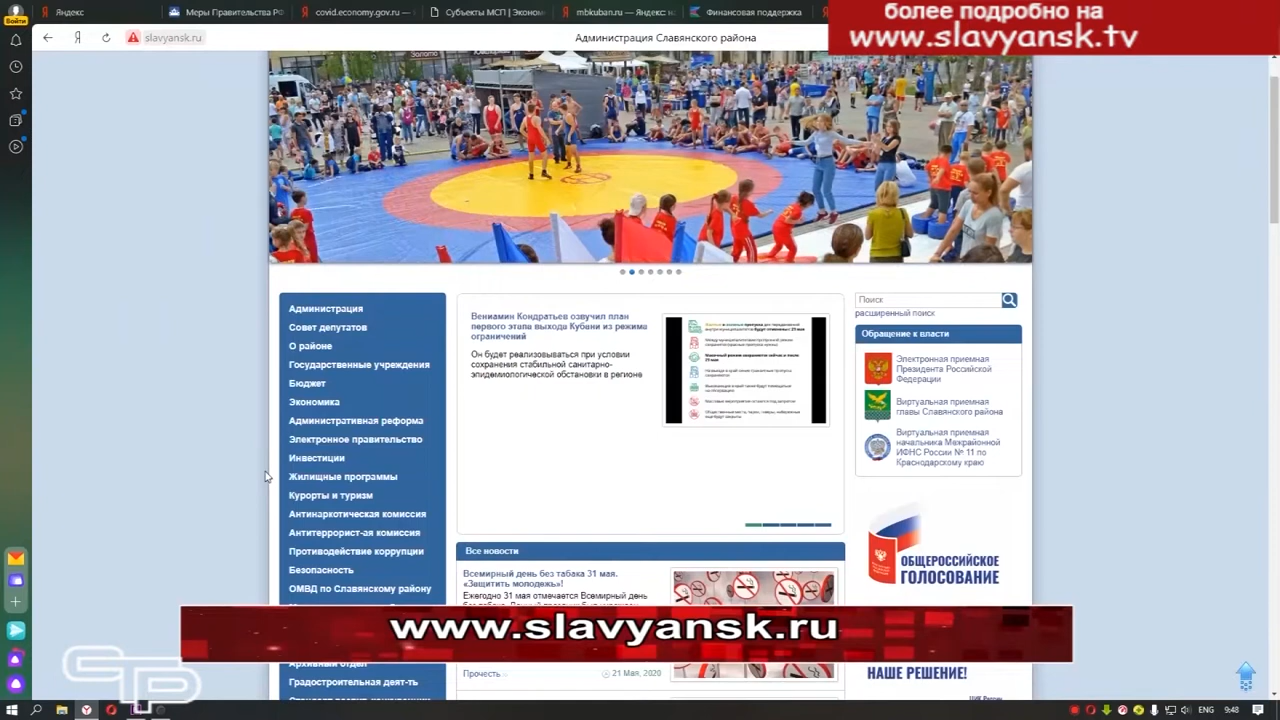 Яндекс
Меры Правительства РФ
covid.economy.gov.ru —
Субъекты МСП | Эконом
mbkuban.ru — Яндекс: н
Финансовая поддержка
более подробно на
www.slavyansk.tv
Войти
Я
slavyansk.ru
Администрация Славянского района
Администрация
Совет депутатов
О районе
Государственные учреждения
Бюджет
Экономика
Административная реформа
Электронное правительство
Инвестиции
Жилищные программы
Курорты и туризм
Антинаркотическая комиссия
Антитеррорист-ая комиссия
Противодействие коррупции
Безопасность
ОМВД по Славянскому району
Архивный отдел
Градостроительная деят-ть
Вениамин Кондратьев озвучил план
первого этапа выхода Кубани из режима
ограничений
Он будет реализовываться при условии
сохранения стабильной санитарно-
эпидемиологической обстановки в регионе
Все новости
Всемирный день без табака 31 мая.
«Защитить молодежь»!
Ежегодно 31 мая отмечается Всемирный день
Прочесть
21 Мая, 2020
Поиск
расширенный поиск
Обращение к власти
Электронная приемная
Президента Российской
Федерации
Виртуальная приемная
главы Славянского района
Виртуальная приемная
начальника Межрайонной
ИФНС России № 11 по
Краснодарскому краю
ОБЩЕРОССИЙСКОЕ
ГОЛОСОВАНИЕ
НАШЕ РЕШЕНИЕ!
ЦИК России
www.slavyansk.ru
ENG
9:48